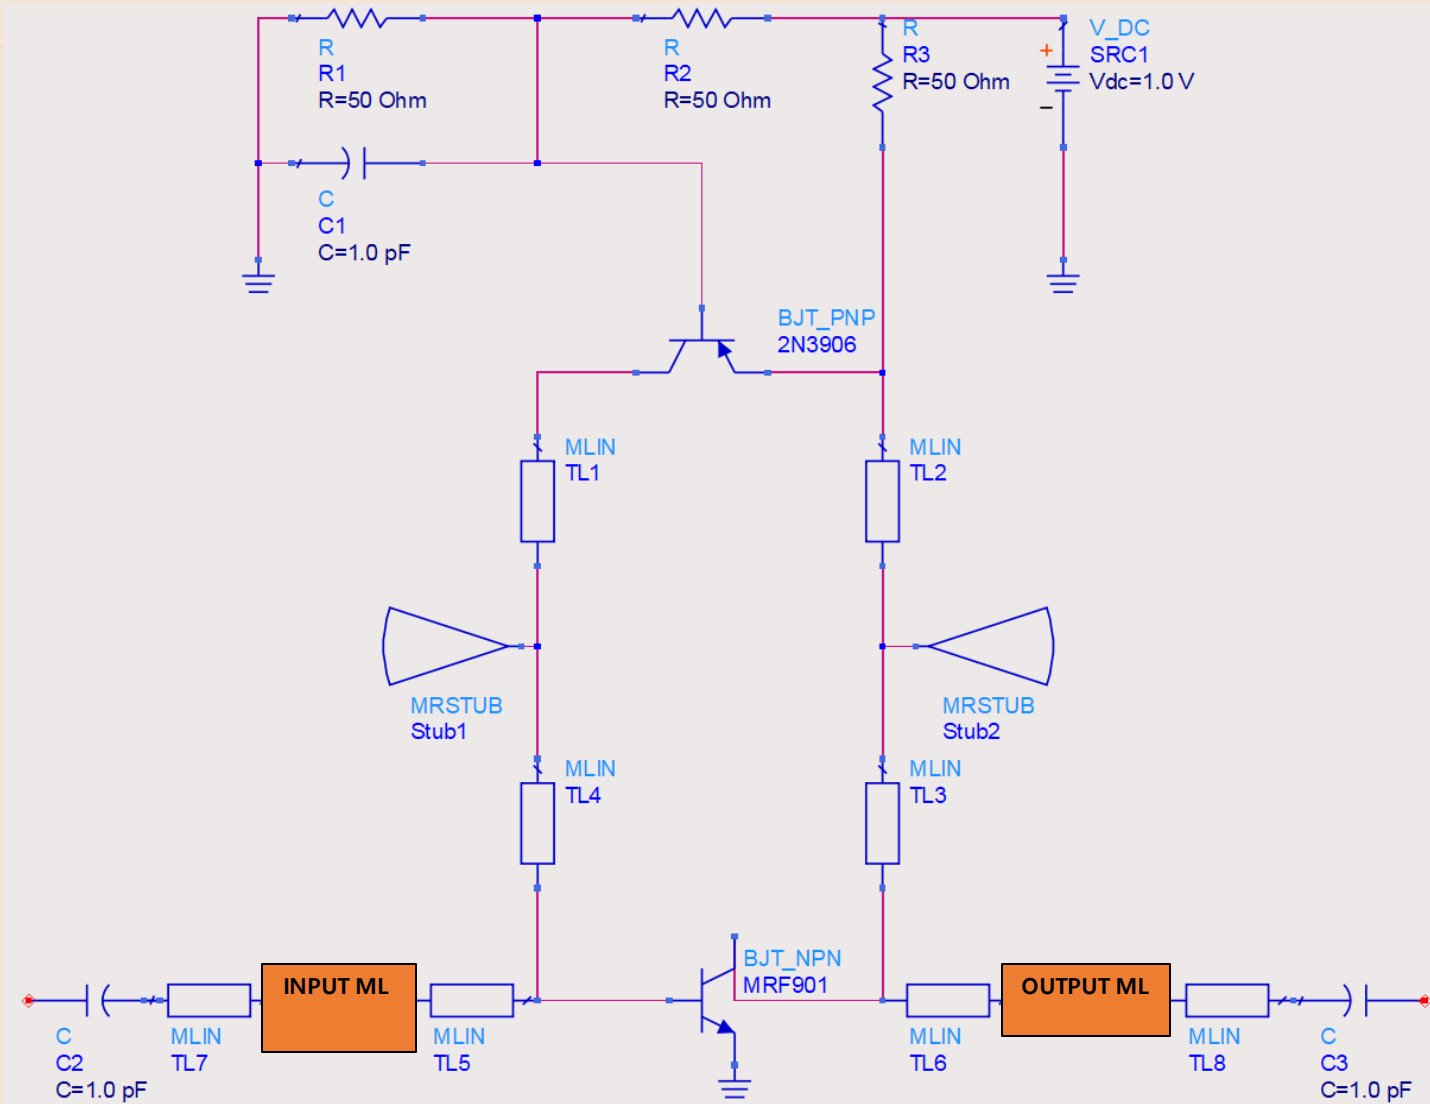 R
R1
R=50 Ohm
R
R2
R=50 Ohm
R
R3
R=50 Ohm
+
−
V_DC
SRC1
Vdc=1.0 V
C
C1
C=1.0 pF
BJT_PNP
2N3906
MLIN
TL1
MLIN
TL2
MRSTUB
Stub1
MRSTUB
Stub2
MLIN
TL4
MLIN
TL3
BJT_NPN
MRF901
INPUT ML
OUTPUT ML
C
C2
C=1.0 pF
MLIN
TL7
MLIN
TL5
MLIN
TL6
MLIN
TL8
C
C3
C=1.0 pF